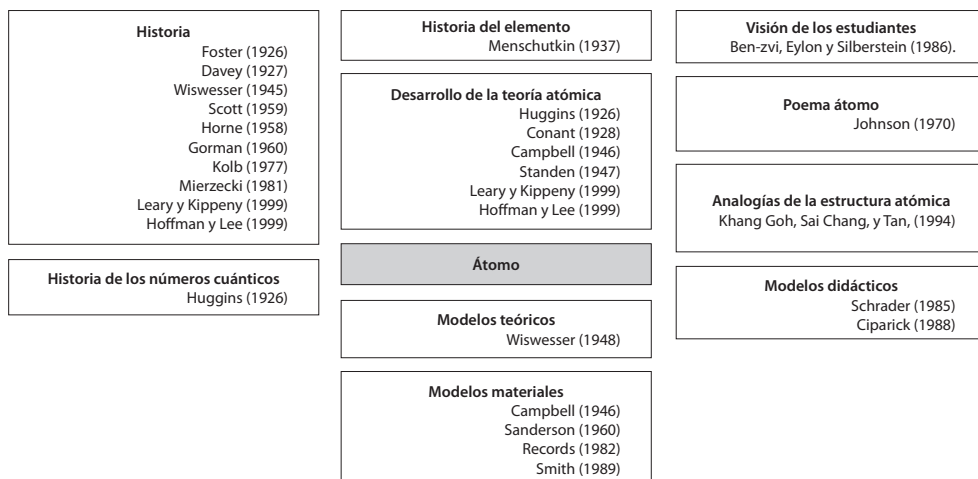 Historia
Foster (1926)
Davey (1927)
Wiswesser (1945)
Scott (1959)
Horne (1958)
Gorman (1960)
Kolb (1977)
Mierzecki (1981)
Leary y Kippeny (1999)
Hoffman y Lee (1999)
Historia de los números cuánticos
Huggins (1926)
Historia del elemento
Menschutkin (1937)
Desarrollo de la teoría atómica
Huggins (1926)
Conant (1928)
Campbell (1946)
Standen (1947)
Leary y Kippeny (1999)
Hoffman y Lee (1999)
Átomo
Modelos teóricos
Wiswesser (1948)
Modelos materiales
Campbell (1946)
Sanderson (1960)
Records (1982)
Smith (1989)
Visión de los estudiantes
Ben-zvi, Eylon y Silberstein (1986).
Poema átomo
Johnson (1970)
Analogías de la estructura atómica
Khang Goh, Sai Chang, y Tan, (1994)
Modelos didácticos
Schrader (1985)
Ciparick (1988)